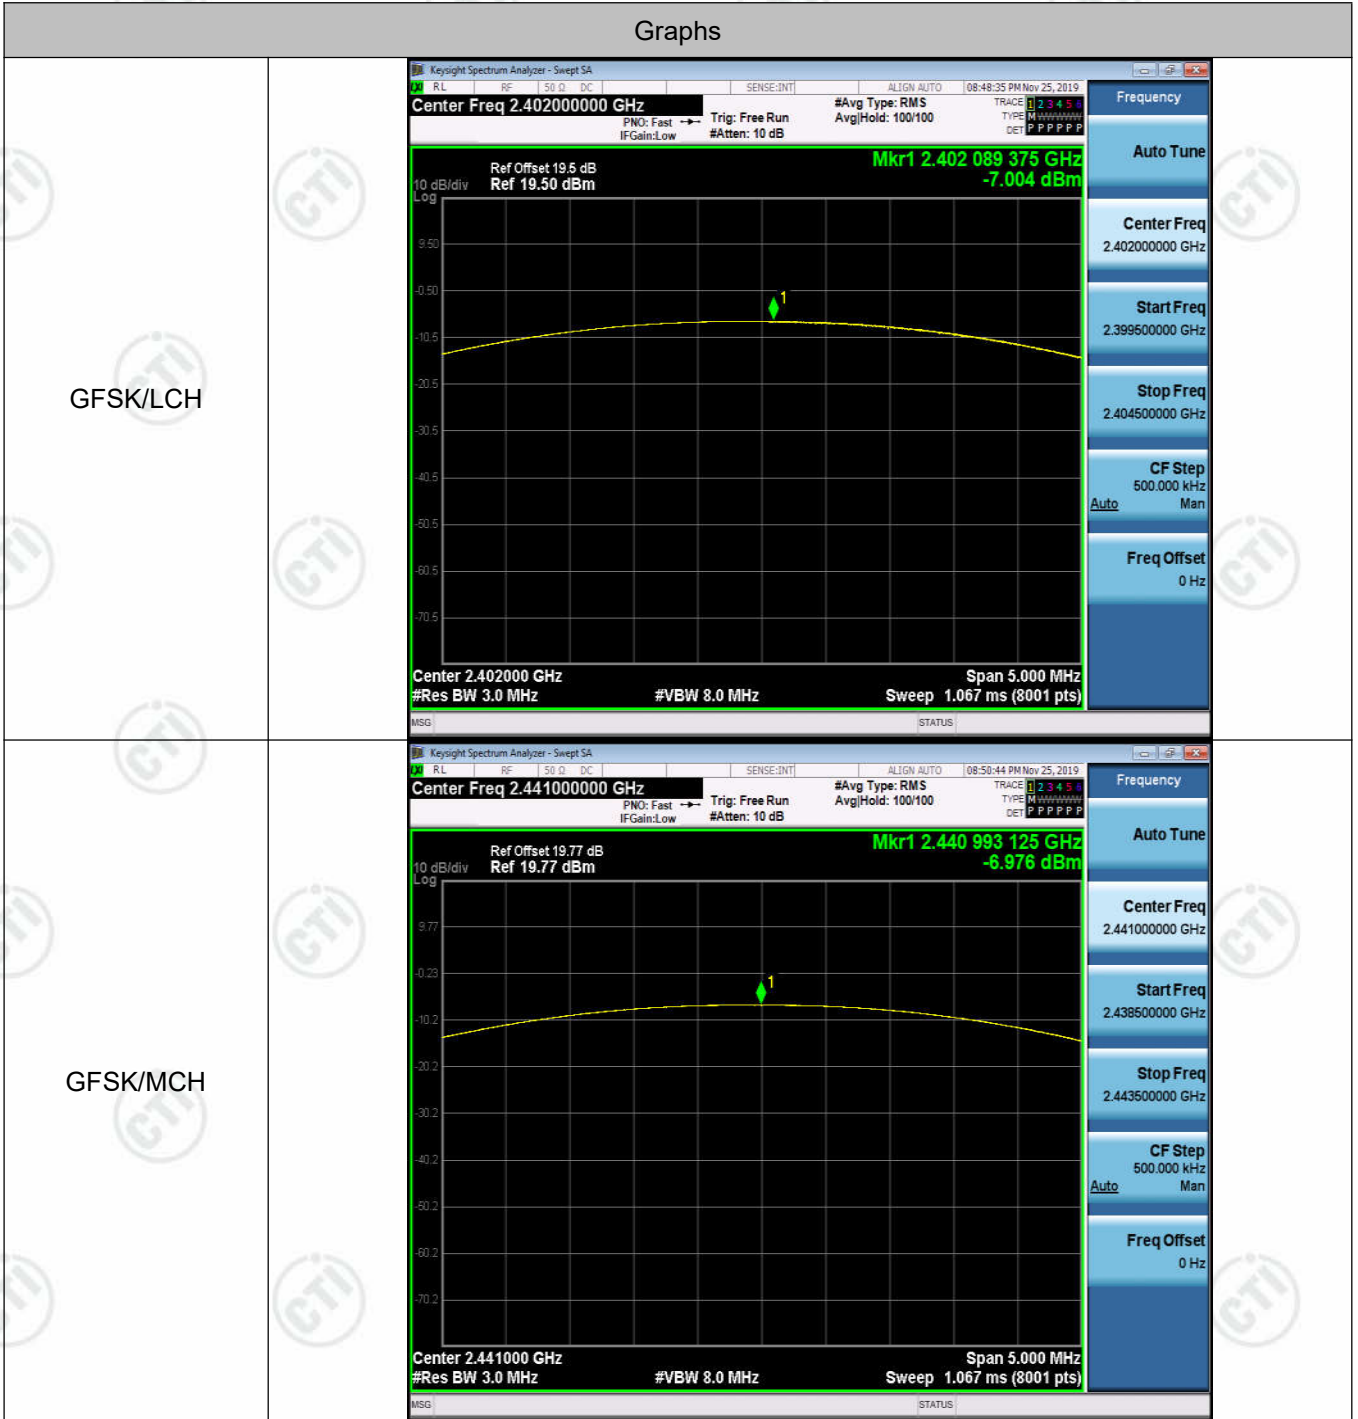 Graphs
GFSK/LCH
Keysight Spectrum Analyzer - Swept SA
RL RF 50 Ω DC SENSE:INT ALIGN AUTO 08:48:35 PM Nov 25, 2019
Center Freq 2.402000000 GHz
PNO: Fast
IFGain:Low
Trig: Free Run
#Atten: 10 dB
#Avg Type: RMS
Avg|Hold: 100/100
TRACE 1 2 3 4 5 6
TYPE M WWWWW
DET P P P P P P
Mkr1 2.402 089 375 GHz
-7.004 dBm
Ref Offset 19.5 dB
10 dB/div Ref 19.50 dBm
Log
9.50
-0.50
-10.5
-20.5
-30.5
-40.5
-50.5
-60.5
-70.5
1
Center 2.402000 GHz Span 5.000 MHz
#Res BW 3.0 MHz #VBW 8.0 MHz Sweep 1.067 ms (8001 pts)
MSG STATUS
Frequency
Auto Tune
Center Freq
2.402000000 GHz
Start Freq
2.399500000 GHz
Stop Freq
2.404500000 GHz
CF Step
500.000 kHz
Auto Man
Freq Offset
0 Hz
GFSK/MCH
Keysight Spectrum Analyzer - Swept SA
RL RF 50 Ω DC SENSE:INT ALIGN AUTO 08:50:44 PM Nov 25, 2019
Center Freq 2.441000000 GHz
PNO: Fast
IFGain:Low
Trig: Free Run
#Atten: 10 dB
#Avg Type: RMS
Avg|Hold: 100/100
TRACE 1 2 3 4 5 6
TYPE M WWWWW
DET P P P P P P
Mkr1 2.440 993 125 GHz
-6.976 dBm
Ref Offset 19.77 dB
10 dB/div Ref 19.77 dBm
Log
9.77
-0.23
-10.2
-20.2
-30.2
-40.2
-50.2
-60.2
-70.2
1
Center 2.441000 GHz Span 5.000 MHz
#Res BW 3.0 MHz #VBW 8.0 MHz Sweep 1.067 ms (8001 pts)
MSG STATUS
Frequency
Auto Tune
Center Freq
2.441000000 GHz
Start Freq
2.438500000 GHz
Stop Freq
2.443500000 GHz
CF Step
500.000 kHz
Auto Man
Freq Offset
0 Hz
CTI